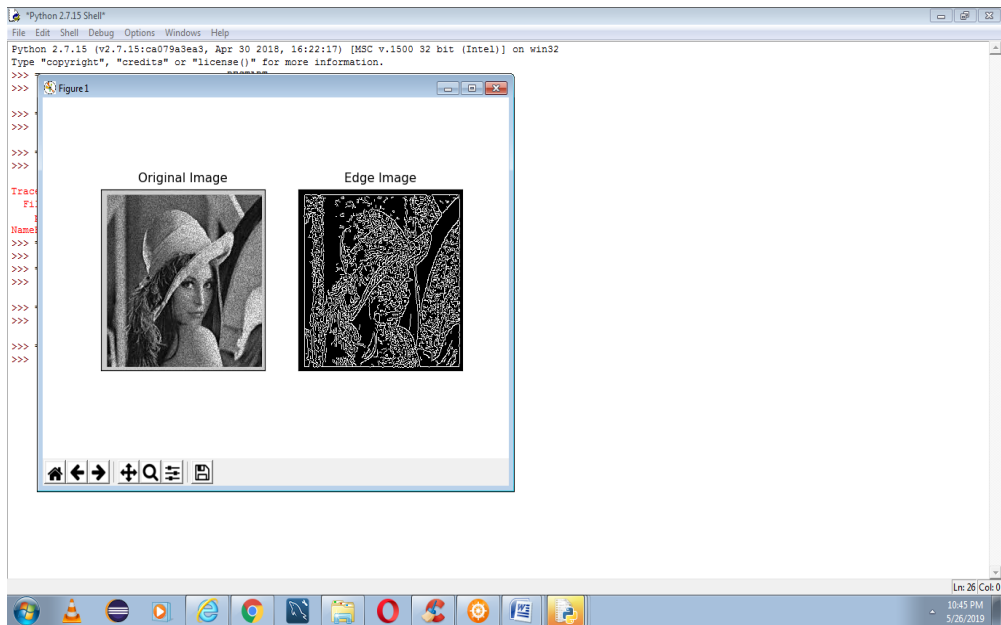 *Python 2.7.15 Shell*
File Edit Shell Debug Options Windows Help
Python 2.7.15 (v2.7.15:ca079a3ea3, Apr 30 2018, 16:22:17) [MSC v.1500 32 bit (Intel)] on win32
Type "copyright", "credits" or "license()" for more information.
>>>
>>>
>>>
>>>
>>>
>>>
Trace
Fi
Name
>>>
>>>
>>>
>>>
>>>
>>>
>>>
>>>
Figure 1
Original Image
Edge Image
Ln: 26 Col: 0
10:45 PM
5/26/2019